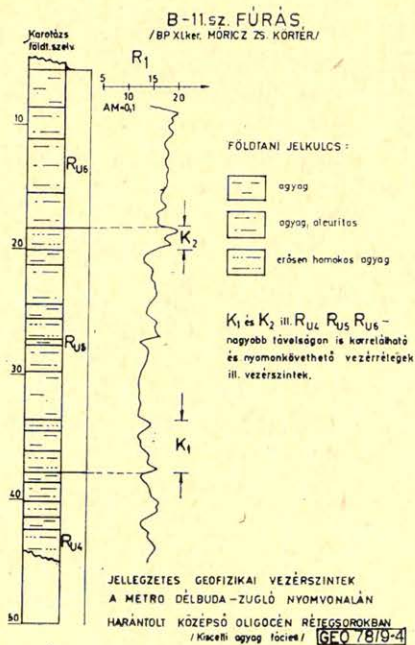 B-11.sz. FÚRÁS,
/BP XI.ker. MÓRICZ ZS. KÖRTÉR./
Karotázs
földt.szelv.
R1
5 15 20
AM=0,1
10
RU6
K2
20
RU5
30
K1
40
RU4
50
FÖLDTANI JELKULCS :
agyag
agyag, aleuritos
erősen homokos agyag
K1 és K2 ill. RU4 RU5 RU6 -
nagyobb távolságon is korrelálható
és nyomonkövethető vezérrétegek
ill. vezérszintek.
JELLEGZETES GEOFIZIKAI VEZÉRSZINTEK
A METRO DÉLBUDA-ZUGLÓ NYOMVONALÁN
HARÁNTOLT KÖZÉPSŐ OLIGOCÉN RÉTEGSOROKBAN
/Kiscelli agyag fácies/
GEO 78/9-4